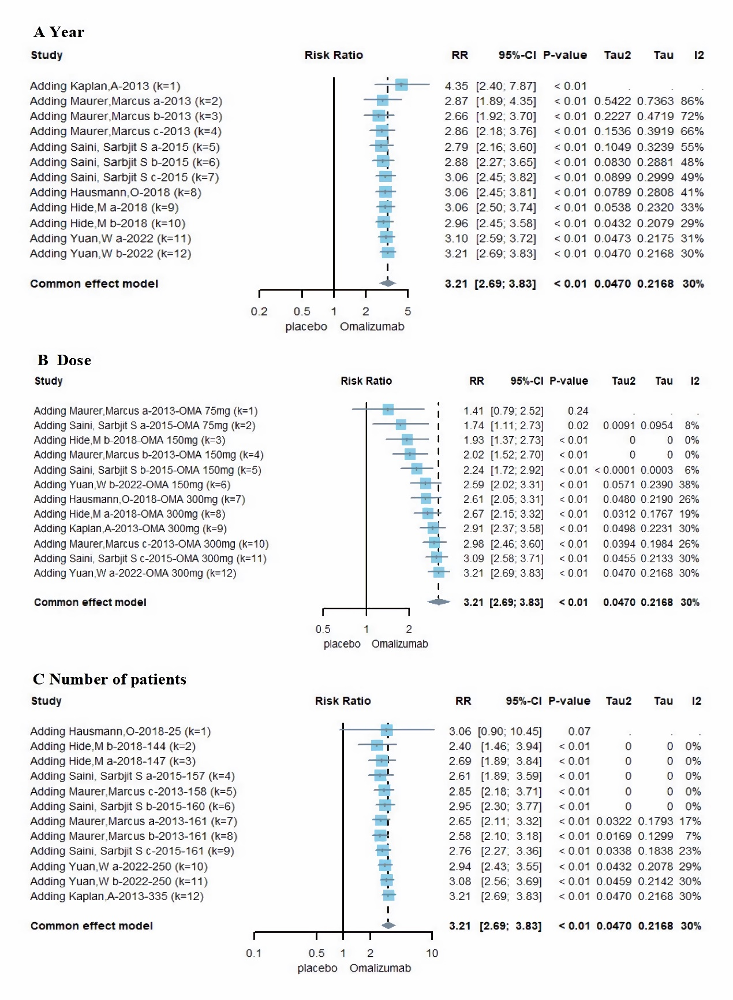 A Year
Study Risk Ratio RR 95%-CI P-value Tau2 Tau I2
Adding Kaplan,A-2013 (k=1) 4.35 [2.40; 7.87] < 0.01 . . .
Adding Maurer,Marcus a-2013 (k=2) 2.87 [1.89; 4.35] < 0.01 0.5422 0.7363 86%
Adding Maurer,Marcus b-2013 (k=3) 2.66 [1.92; 3.70] < 0.01 0.2227 0.4719 72%
Adding Maurer,Marcus c-2013 (k=4) 2.86 [2.18; 3.76] < 0.01 0.1536 0.3919 66%
Adding Saini, Sarbjit S a-2015 (k=5) 2.79 [2.16; 3.60] < 0.01 0.1049 0.3239 55%
Adding Saini, Sarbjit S b-2015 (k=6) 2.88 [2.27; 3.65] < 0.01 0.0830 0.2881 48%
Adding Saini, Sarbjit S c-2015 (k=7) 3.06 [2.45; 3.82] < 0.01 0.0899 0.2999 49%
Adding Hausmann,O-2018 (k=8) 3.06 [2.45; 3.81] < 0.01 0.0789 0.2808 41%
Adding Hide,M a-2018 (k=9) 3.06 [2.50; 3.74] < 0.01 0.0538 0.2320 33%
Adding Hide,M b-2018 (k=10) 2.96 [2.45; 3.58] < 0.01 0.0432 0.2079 29%
Adding Yuan,W a-2022 (k=11) 3.10 [2.59; 3.72] < 0.01 0.0473 0.2175 31%
Adding Yuan,W b-2022 (k=12) 3.21 [2.69; 3.83] < 0.01 0.0470 0.2168 30%
Common effect model 3.21 [2.69; 3.83] < 0.01 0.0470 0.2168 30%
0.2 0.5 1 2 5
placebo Omalizumab
B Dose
Study Risk Ratio RR 95%-CI P-value Tau2 Tau I2
Adding Maurer,Marcus a-2013-OMA 75mg (k=1) 1.41 [0.79; 2.52] 0.24 . . .
Adding Saini, Sarbjit S a-2015-OMA 75mg (k=2) 1.74 [1.11; 2.73] 0.02 0.0091 0.0954 8%
Adding Hide,M b-2018-OMA 150mg (k=3) 1.93 [1.37; 2.73] < 0.01 0 0 0%
Adding Maurer,Marcus b-2013-OMA 150mg (k=4) 2.02 [1.52; 2.70] < 0.01 0 0 0%
Adding Saini, Sarbjit S b-2015-OMA 150mg (k=5) 2.24 [1.72; 2.92] < 0.01 < 0.0001 0.0003 6%
Adding Yuan,W b-2022-OMA 150mg (k=6) 2.59 [2.02; 3.31] < 0.01 0.0571 0.2390 38%
Adding Hausmann,O-2018-OMA 300mg (k=7) 2.61 [2.05; 3.31] < 0.01 0.0480 0.2190 26%
Adding Hide,M a-2018-OMA 300mg (k=8) 2.67 [2.15; 3.32] < 0.01 0.0312 0.1767 19%
Adding Kaplan,A-2013-OMA 300mg (k=9) 2.91 [2.37; 3.58] < 0.01 0.0498 0.2231 30%
Adding Maurer,Marcus c-2013-OMA 300mg (k=10) 2.98 [2.46; 3.60] < 0.01 0.0394 0.1984 26%
Adding Saini, Sarbjit S c-2015-OMA 300mg (k=11) 3.09 [2.58; 3.71] < 0.01 0.0455 0.2133 30%
Adding Yuan,W a-2022-OMA 300mg (k=12) 3.21 [2.69; 3.83] < 0.01 0.0470 0.2168 30%
Common effect model 3.21 [2.69; 3.83] < 0.01 0.0470 0.2168 30%
0.5 1 2
placebo Omalizumab
C Number of patients
Study Risk Ratio RR 95%-CI P-value Tau2 Tau I2
Adding Hausmann,O-2018-25 (k=1) 3.06 [0.90; 10.45] 0.07 . . .
Adding Hide,M b-2018-144 (k=2) 2.40 [1.46; 3.94] < 0.01 0 0 0%
Adding Hide,M a-2018-147 (k=3) 2.69 [1.89; 3.84] < 0.01 0 0 0%
Adding Saini, Sarbjit S a-2015-157 (k=4) 2.61 [1.89; 3.59] < 0.01 0 0 0%
Adding Maurer,Marcus c-2013-158 (k=5) 2.85 [2.18; 3.71] < 0.01 0 0 0%
Adding Saini, Sarbjit S b-2015-160 (k=6) 2.95 [2.30; 3.77] < 0.01 0 0 0%
Adding Maurer,Marcus a-2013-161 (k=7) 2.65 [2.11; 3.32] < 0.01 0.0322 0.1793 17%
Adding Maurer,Marcus b-2013-161 (k=8) 2.58 [2.10; 3.18] < 0.01 0.0169 0.1299 7%
Adding Saini, Sarbjit S c-2015-161 (k=9) 2.76 [2.27; 3.36] < 0.01 0.0338 0.1838 23%
Adding Yuan,W a-2022-250 (k=10) 2.94 [2.43; 3.55] < 0.01 0.0432 0.2078 29%
Adding Yuan,W b-2022-250 (k=11) 3.08 [2.56; 3.69] < 0.01 0.0459 0.2142 30%
Adding Kaplan,A-2013-335 (k=12) 3.21 [2.69; 3.83] < 0.01 0.0470 0.2168 30%
Common effect model 3.21 [2.69; 3.83] < 0.01 0.0470 0.2168 30%
0.1 0.5 1 2 10
placebo Omalizumab